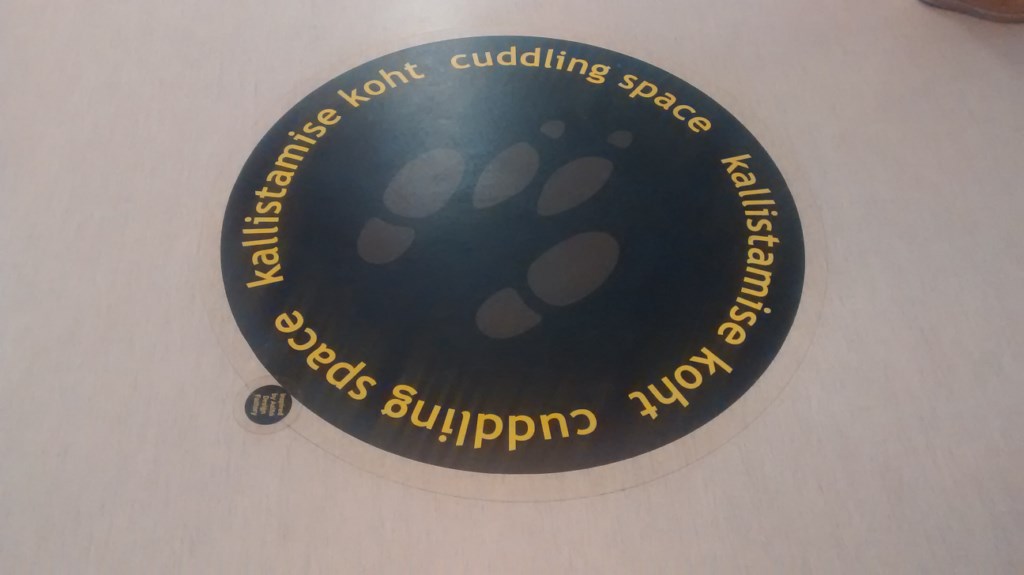 kallistamise koht
cuddling space
kallistamise koht
cuddling space